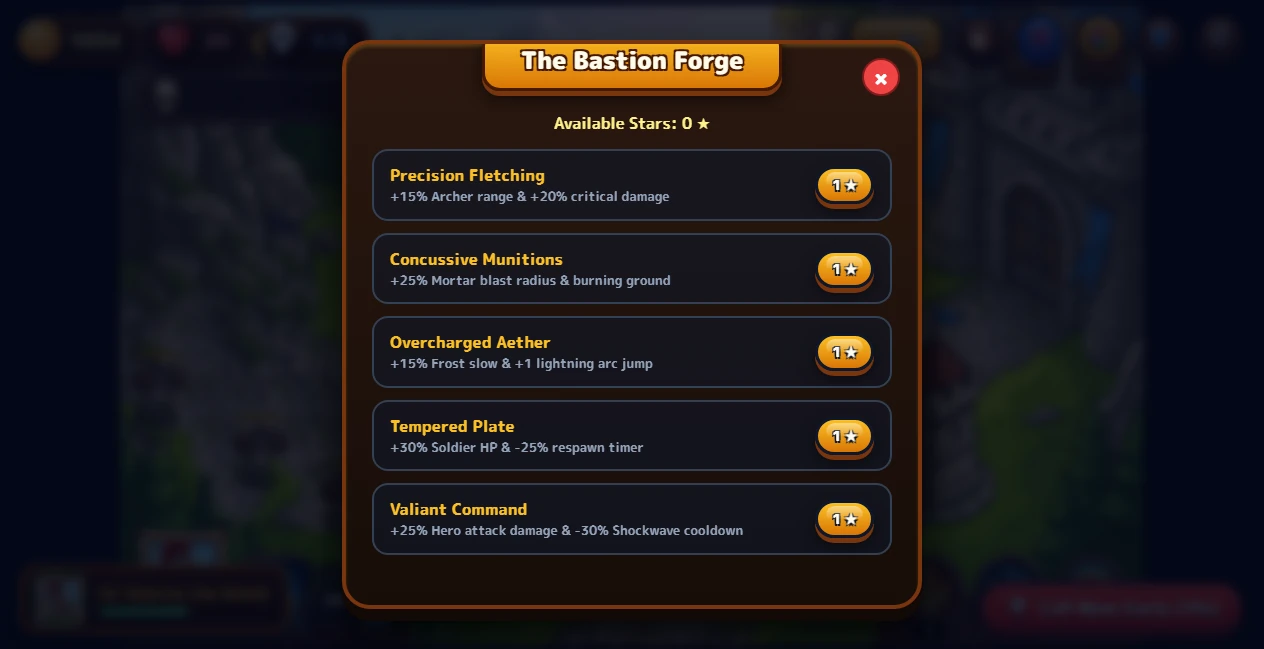 The Bastion Forge
Available Stars: 0 ★
Precision Fletching
+15% Archer range & +20% critical damage
1★
Concussive Munitions
+25% Mortar blast radius & burning ground
1★
Overcharged Aether
+15% Frost slow & +1 lightning arc jump
1★
Tempered Plate
+30% Soldier HP & -25% respawn timer
1★
Valiant Command
+25% Hero attack damage & -30% Shockwave cooldown
1★